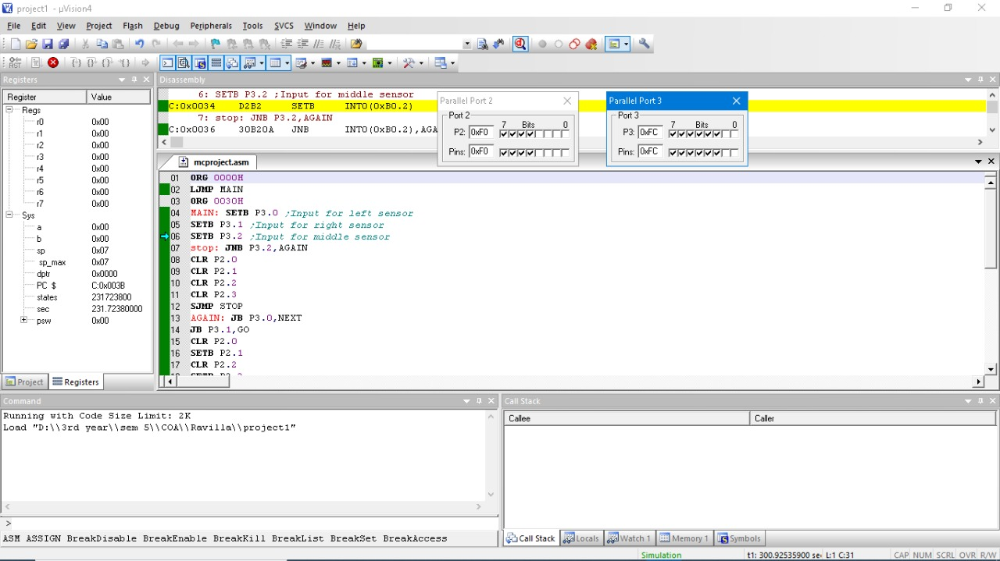 project1 - µVision4
File Edit View Project Flash Debug Peripherals Tools SVCS Window Help
Registers
Register Value
Regs
r0 0x00
r1 0x00
r2 0x00
r3 0x00
r4 0x00
r5 0x00
r6 0x00
r7 0x00
Sys
a 0x00
b 0x00
sp 0x07
sp_max 0x07
dptr 0x0000
PC $ C:0x003B
states 231723800
sec 231.72380000
psw 0x00
Project Registers
Disassembly
6: SETB P3.2 ;Input for middle sensor
C:0x0034 D2B2 SETB INT0(0xB0.2)
7: stop: JNB P3.2,AGAIN
C:0x0036 30B20A JNB INT0(0xB0.2),AGA
Parallel Port 2
Port 2
7 Bits 0
P2: 0xF0
Pins: 0xF0
Parallel Port 3
Port 3
7 Bits 0
P3: 0xFC
Pins: 0xFC
mcproject.asm
01 ORG 0000H
02 LJMP MAIN
03 ORG 0030H
04 MAIN: SETB P3.0 ;Input for left sensor
05 SETB P3.1 ;Input for right sensor
06 SETB P3.2 ;Input for middle sensor
07 stop: JNB P3.2,AGAIN
08 CLR P2.0
09 CLR P2.1
10 CLR P2.2
11 CLR P2.3
12 SJMP STOP
13 AGAIN: JB P3.0,NEXT
14 JB P3.1,GO
15 CLR P2.0
16 SETB P2.1
17 CLR P2.2
Command
Running with Code Size Limit: 2K
Load "D:\\3rd year\\sem 5\\COA\\Ravilla\\project1"
>
ASM ASSIGN BreakDisable BreakEnable BreakKill BreakList BreakSet BreakAccess
Call Stack
Callee Caller
Call Stack Locals Watch 1 Memory 1 Symbols
Simulation t1: 300.92535900 sec L:1 C:31 CAP NUM SCRL OVR R/W